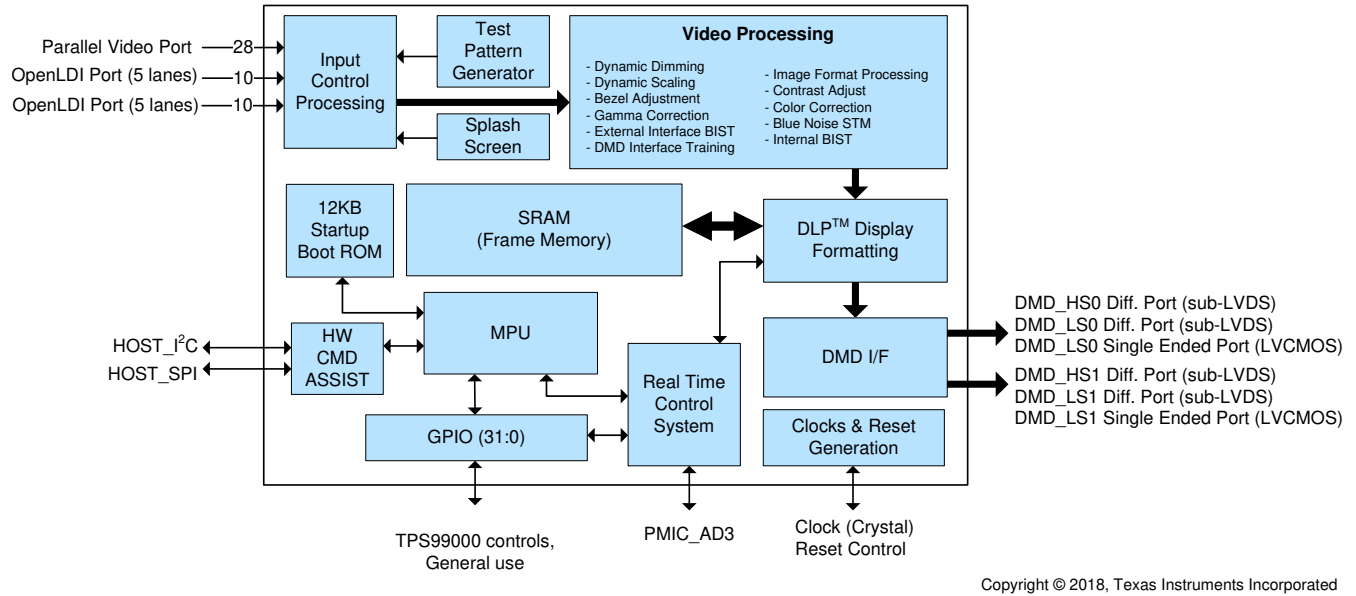 Parallel Video Port
28
OpenLDI Port (5 lanes)
10
OpenLDI Port (5 lanes)
10
Input
Control
Processing
Test
Pattern
Generator
Splash
Screen
Video Processing
- Dynamic Dimming
- Dynamic Scaling
- Bezel Adjustment
- Gamma Correction
- External Interface BIST
- DMD Interface Training
- Image Format Processing
- Contrast Adjust
- Color Correction
- Blue Noise STM
- Internal BIST
12KB
Startup
Boot ROM
SRAM
(Frame Memory)
DLP™ Display
Formatting
MPU
HOST_I²C
HOST_SPI
HW
CMD
ASSIST
Real Time
Control
System
DMD I/F
DMD_HS0 Diff. Port (sub-LVDS)
DMD_LS0 Diff. Port (sub-LVDS)
DMD_LS0 Single Ended Port (LVCMOS)
DMD_HS1 Diff. Port (sub-LVDS)
DMD_LS1 Diff. Port (sub-LVDS)
DMD_LS1 Single Ended Port (LVCMOS)
GPIO (31:0)
Clocks & Reset
Generation
TPS99000 controls,
General use
PMIC_AD3
Clock (Crystal)
Reset Control
Copyright © 2018, Texas Instruments Incorporated